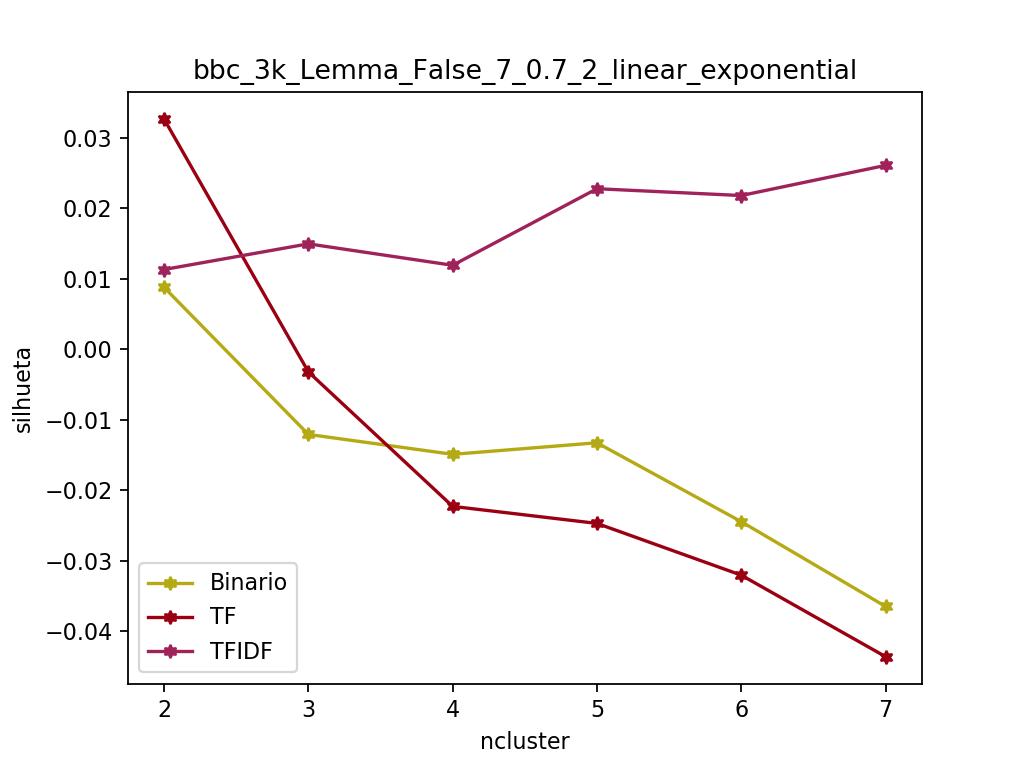 bbc_3k_Lemma_False_7_0.7_2_linear_exponential
silhueta
0.03
0.02
0.01
0.00
−0.01
−0.02
−0.03
−0.04
Binario
TF
TFIDF
2 3 4 5 6 7
ncluster